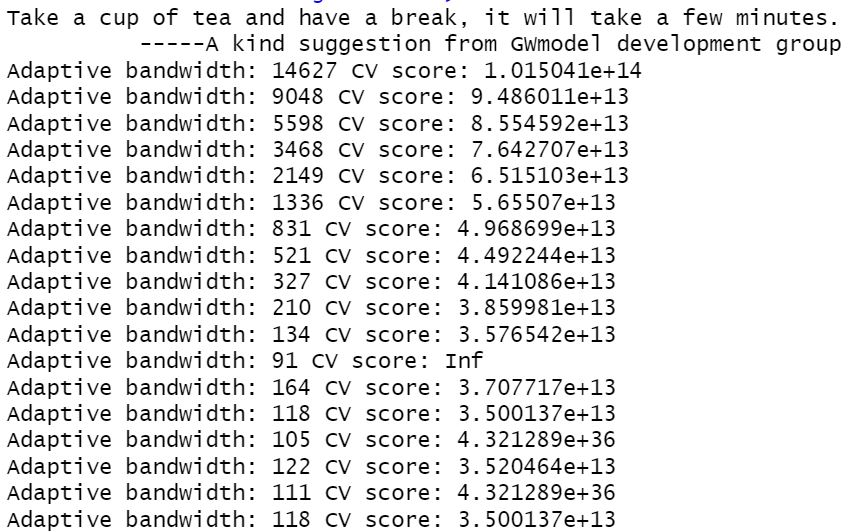 Take a cup of tea and have a break, it will take a few minutes.
-----A kind suggestion from GWmodel development group
Adaptive bandwidth: 14627 CV score: 1.015041e+14
Adaptive bandwidth: 9048 CV score: 9.486011e+13
Adaptive bandwidth: 5598 CV score: 8.554592e+13
Adaptive bandwidth: 3468 CV score: 7.642707e+13
Adaptive bandwidth: 2149 CV score: 6.515103e+13
Adaptive bandwidth: 1336 CV score: 5.65507e+13
Adaptive bandwidth: 831 CV score: 4.968699e+13
Adaptive bandwidth: 521 CV score: 4.492244e+13
Adaptive bandwidth: 327 CV score: 4.141086e+13
Adaptive bandwidth: 210 CV score: 3.859981e+13
Adaptive bandwidth: 134 CV score: 3.576542e+13
Adaptive bandwidth: 91 CV score: Inf
Adaptive bandwidth: 164 CV score: 3.707717e+13
Adaptive bandwidth: 118 CV score: 3.500137e+13
Adaptive bandwidth: 105 CV score: 4.321289e+36
Adaptive bandwidth: 122 CV score: 3.520464e+13
Adaptive bandwidth: 111 CV score: 4.321289e+36
Adaptive bandwidth: 118 CV score: 3.500137e+13